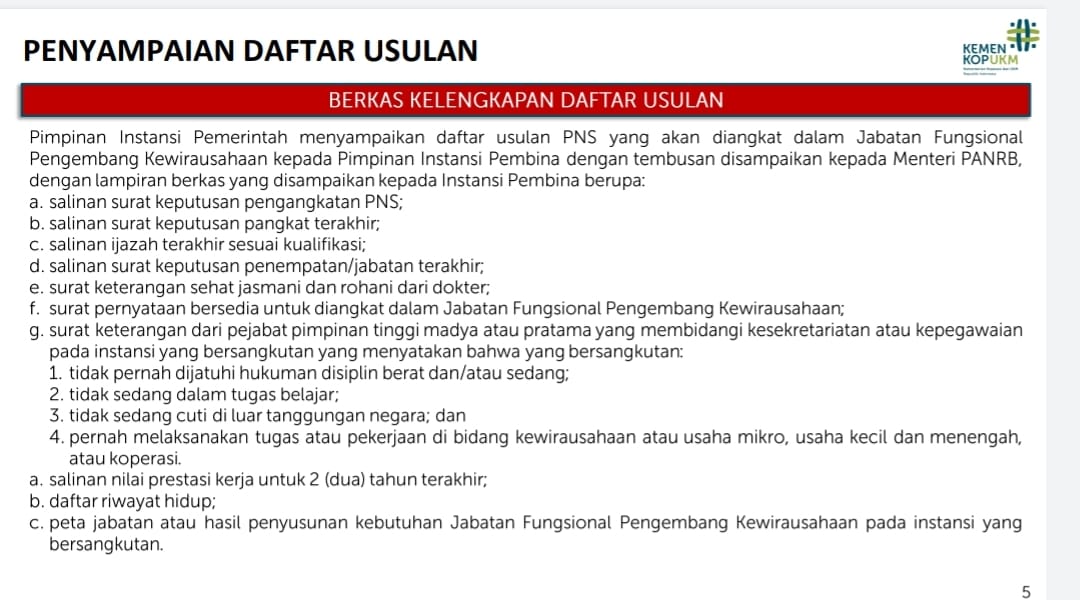 PENYAMPAIAN DAFTAR USULAN
KEMEN
KOPUKM
BERKAS KELENGKAPAN DAFTAR USULAN
Pimpinan Instansi Pemerintah menyampaikan daftar usulan PNS yang akan diangkat dalam Jabatan Fungsional
Pengembang Kewirausahaan kepada Pimpinan Instansi Pembina dengan tembusan disampaikan kepada Menteri PANRB,
dengan lampiran berkas yang disampaikan kepada Instansi Pembina berupa:
a. salinan surat keputusan pengangkatan PNS;
b. salinan surat keputusan pangkat terakhir;
c. salinan ijazah terakhir sesuai kualifikasi;
d. salinan surat keputusan penempatan/jabatan terakhir;
e. surat keterangan sehat jasmani dan rohani dari dokter;
f. surat pernyataan bersedia untuk diangkat dalam Jabatan Fungsional Pengembang Kewirausahaan;
g. surat keterangan dari pejabat pimpinan tinggi madya atau pratama yang membidangi kesekretariatan atau kepegawaian
pada instansi yang bersangkutan yang menyatakan bahwa yang bersangkutan:
1. tidak pernah dijatuhi hukuman disiplin berat dan/atau sedang;
2. tidak sedang dalam tugas belajar;
3. tidak sedang cuti di luar tanggungan negara; dan
4. pernah melaksanakan tugas atau pekerjaan di bidang kewirausahaan atau usaha mikro, usaha kecil dan menengah,
atau koperasi.
a. salinan nilai prestasi kerja untuk 2 (dua) tahun terakhir;
b. daftar riwayat hidup;
c. peta jabatan atau hasil penyusunan kebutuhan Jabatan Fungsional Pengembang Kewirausahaan pada instansi yang
bersangkutan.
5